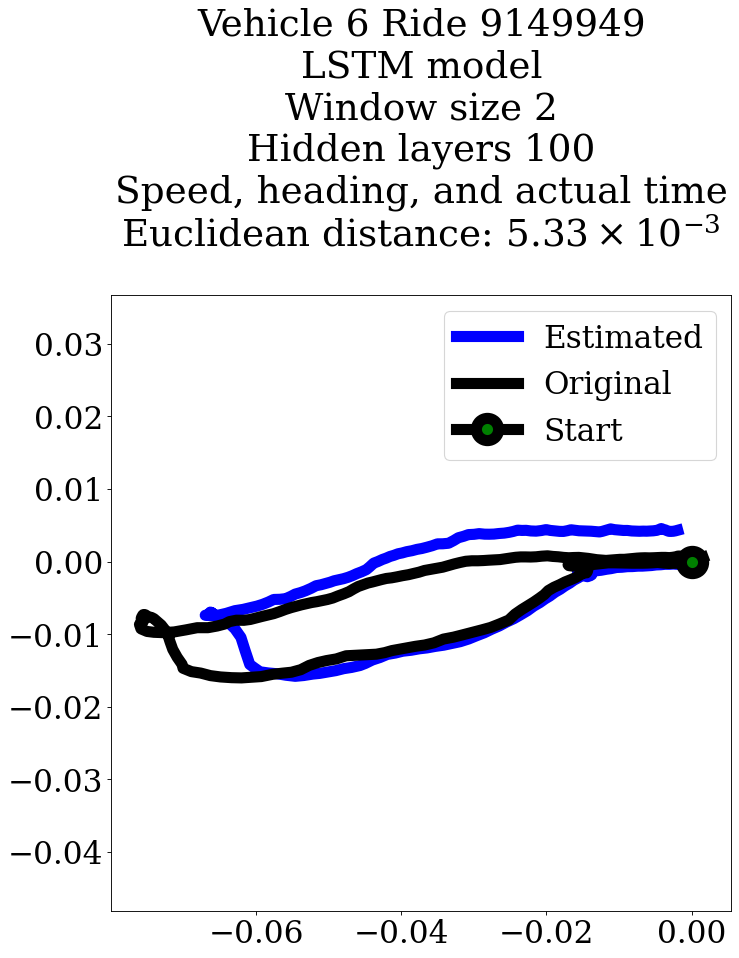 Vehicle 6 Ride 9149949
LSTM model
Window size 2
Hidden layers 100
Speed, heading, and actual time
Euclidean distance: 5.33 × 10⁻³
Estimated
Original
Start
0.03
0.02
0.01
0.00
−0.01
−0.02
−0.03
−0.04
−0.06 −0.04 −0.02 0.00